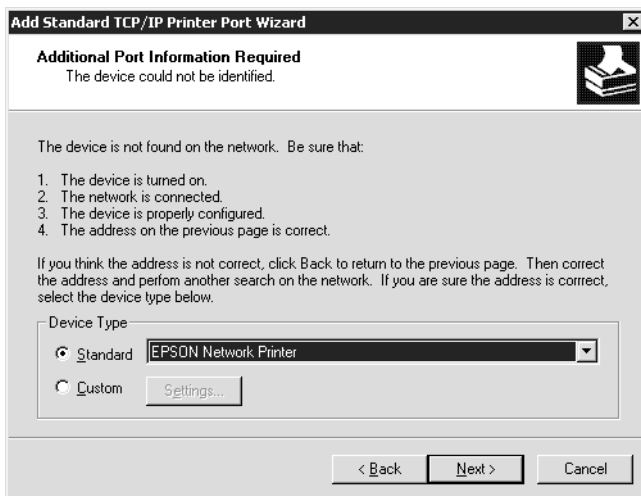 Add Standard TCP/IP Printer Port Wizard
Additional Port Information Required
The device could not be identified.
The device is not found on the network. Be sure that:
1. The device is turned on.
2. The network is connected.
3. The device is properly configured.
4. The address on the previous page is correct.
If you think the address is not correct, click Back to return to the previous page. Then correct
the address and perfom another search on the network. If you are sure the address is corrrect,
select the device type below.
Device Type
Standard EPSON Network Printer
Custom Settings...
< Back Next > Cancel